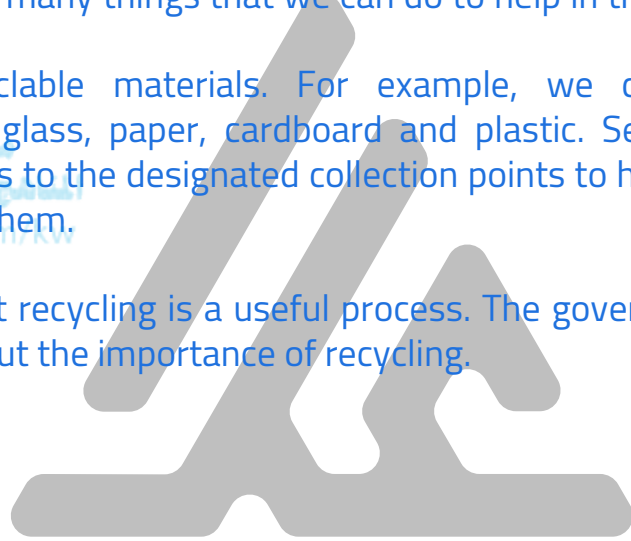 many things that we can do to help in th
clable materials. For example, we c
glass, paper, cardboard and plastic. Se
s to the designated collection points to h
hem.
n/kw
t recycling is a useful process. The gover
ut the importance of recycling.